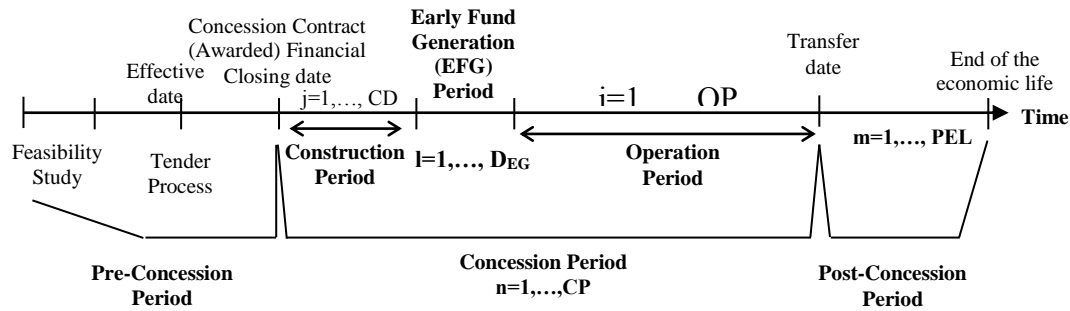 Concession Contract
(Awarded) Financial
Closing date
Effective
date
Early Fund
Generation
(EFG)
Period
Transfer
date
End of the
economic life
j=1,…, CD
OP
Time
Feasibility
Study
Tender
Process
Construction
Period
l=1,…, D_EG
Operation
Period
m=1,…, PEL
Pre-Concession
Period
Concession Period
n=1,…,CP
Post-Concession
Period